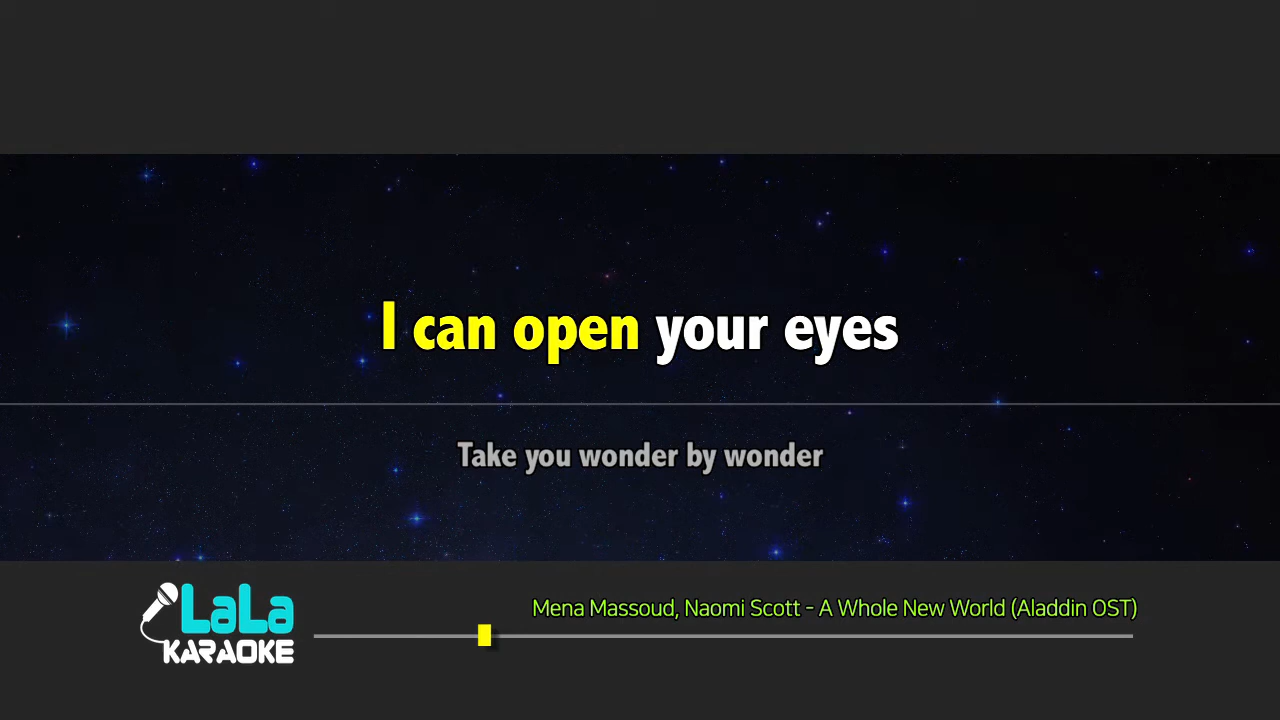 I can open your eyes
Take you wonder by wonder
Mena Massoud, Naomi Scott - A Whole New World (Aladdin OST)
LaLa
KARAOKE